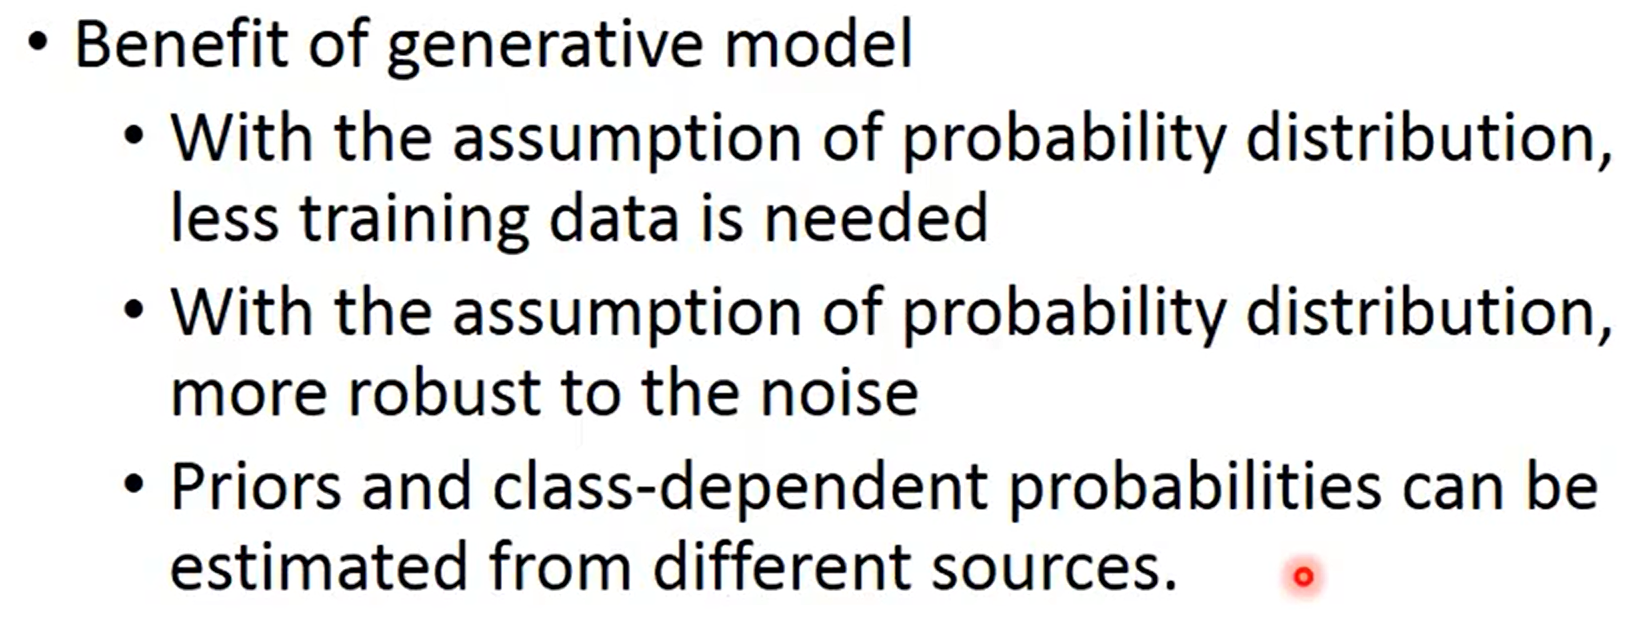 • Benefit of generative model
• With the assumption of probability distribution,
less training data is needed
• With the assumption of probability distribution,
more robust to the noise
• Priors and class-dependent probabilities can be
estimated from different sources.